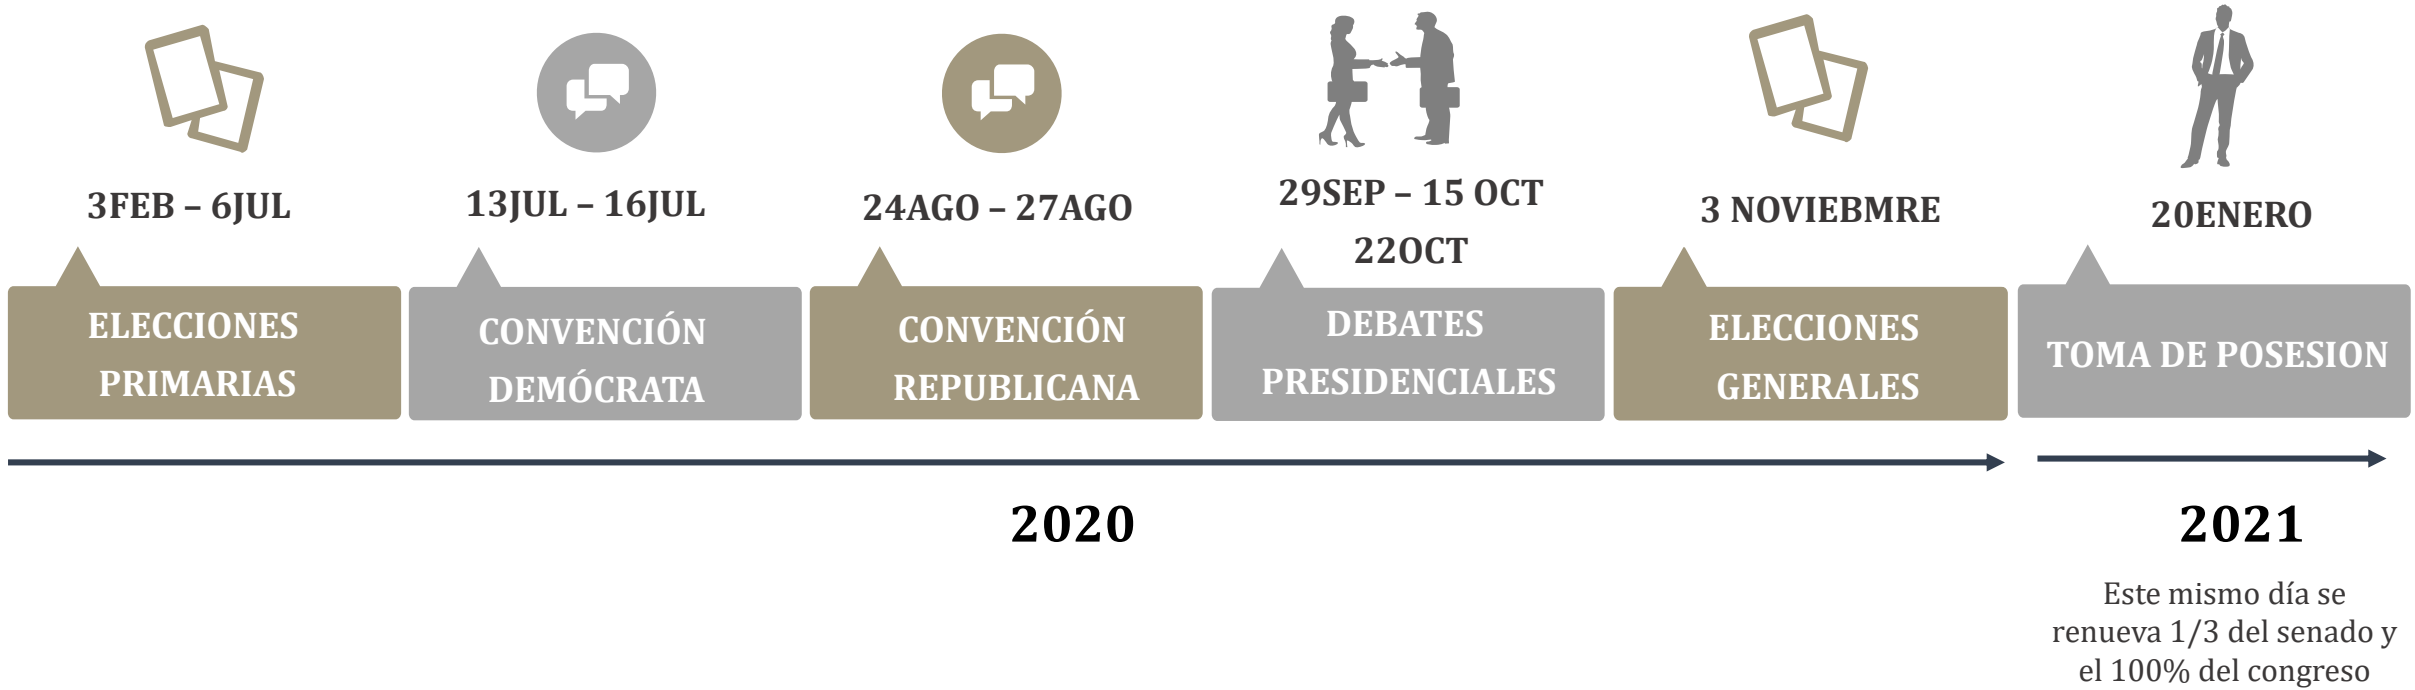 3FEB – 6JUL
ELECCIONES
PRIMARIAS
13JUL – 16JUL
CONVENCIÓN
DEMÓCRATA
24AGO – 27AGO
CONVENCIÓN
REPUBLICANA
29SEP – 15 OCT
22OCT
DEBATES
PRESIDENCIALES
3 NOVIEBMRE
ELECCIONES
GENERALES
20ENERO
TOMA DE POSESION
2020
2021
Este mismo día se
renueva 1/3 del senado y
el 100% del congreso